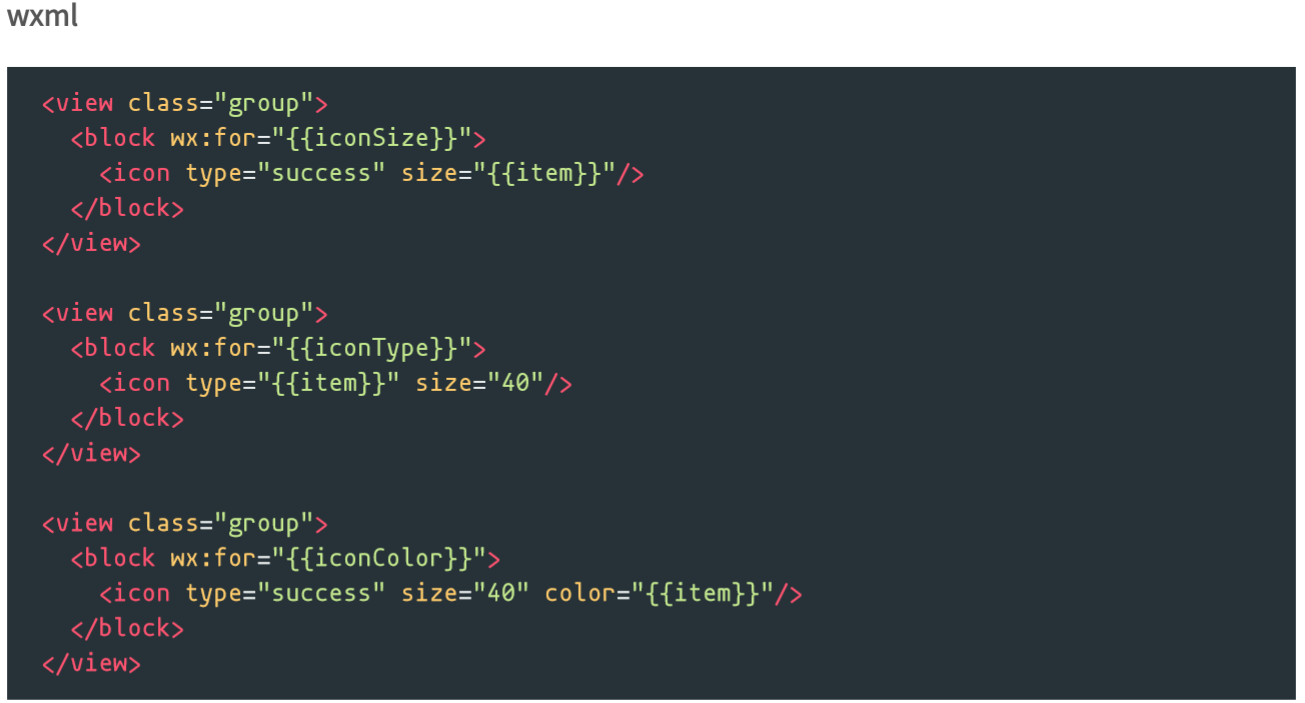 wxml
<view class="group">
  <block wx:for="{{iconSize}}">
    <icon type="success" size="{{item}}"/>
  </block>
</view>

<view class="group">
  <block wx:for="{{iconType}}">
    <icon type="{{item}}" size="40"/>
  </block>
</view>

<view class="group">
  <block wx:for="{{iconColor}}">
    <icon type="success" size="40" color="{{item}}"/>
  </block>
</view>